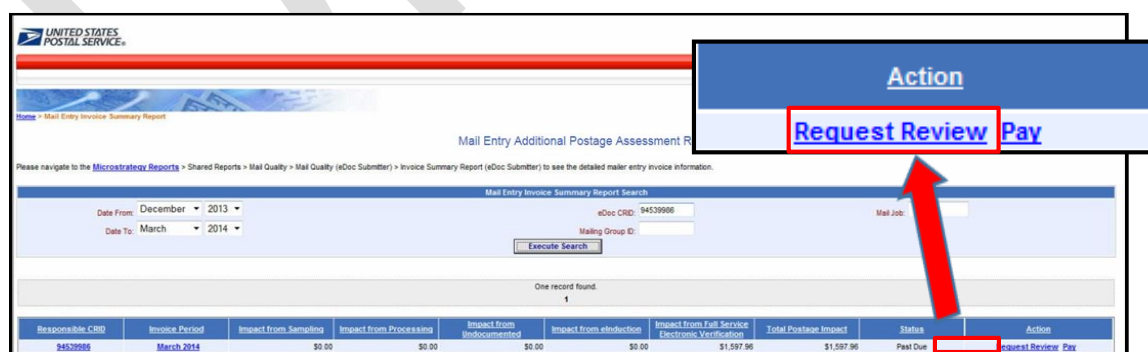 UNITED STATES
POSTAL SERVICE®
Action
Request Review Pay
Home > Mail Entry Invoice Summary Report
Mail Entry Additional Postage Assessment R
Please navigate to the Microstrategy Reports > Shared Reports > Mail Quality > Mail Quality (eDoc Submitter) > Invoice Summary Report (eDoc Submitter) to see the detailed mailer entry invoice information.
Mail Entry Invoice Summary Report Search
Date From: December 2013 eDoc CRID: 94539986 Mail Job:
Date To: March 2014 Mailing Group ID:
Execute Search
One record found.
1
Responsible CRID Invoice Period Impact from Sampling Impact from Processing Impact from Undocumented Impact from eInduction Impact from Full Service Electronic Verification Total Postage Impact Status Action
94539986 March 2014 $0.00 $0.00 $0.00 $0.00 $1,597.96 $1,597.96 Past Due equest Review Pay